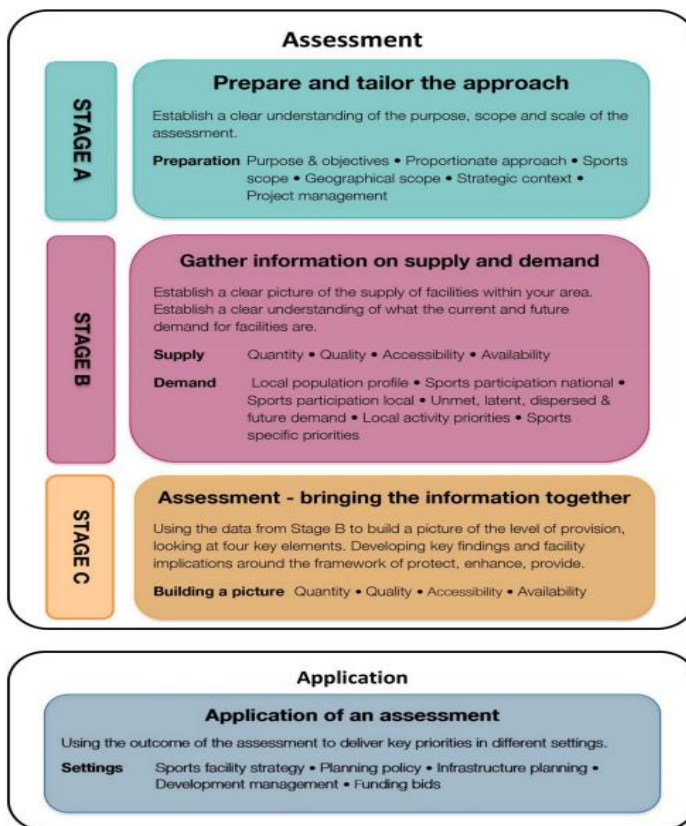 Assessment
STAGE A
Prepare and tailor the approach
Establish a clear understanding of the purpose, scope and scale of the
assessment.
Preparation Purpose & objectives • Proportionate approach • Sports
scope • Geographical scope • Strategic context •
Project management
STAGE B
Gather information on supply and demand
Establish a clear picture of the supply of facilities within your area.
Establish a clear understanding of what the current and future
demand for facilities are.
Supply Quantity • Quality • Accessibility • Availability
Demand Local population profile • Sports participation national •
Sports participation local • Unmet, latent, dispersed &
future demand • Local activity priorities • Sports
specific priorities
STAGE C
Assessment - bringing the information together
Using the data from Stage B to build a picture of the level of provision,
looking at four key elements. Developing key findings and facility
implications around the framework of protect, enhance, provide.
Building a picture Quantity • Quality • Accessibility • Availability
Application
Application of an assessment
Using the outcome of the assessment to deliver key priorities in different settings.
Settings Sports facility strategy • Planning policy • Infrastructure planning •
Development management • Funding bids